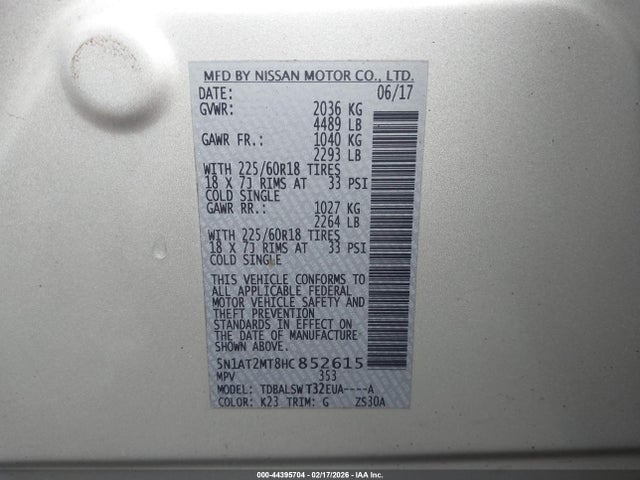 MFD BY NISSAN MOTOR CO., LTD.
DATE: 06/17
GVWR: 2036 KG
4489 LB
GAWR FR.: 1040 KG
2293 LB
WITH 225/60R18 TIRES
18 X 7J RIMS AT 33 PSI
COLD SINGLE
GAWR RR.: 1027 KG
2264 LB
WITH 225/60R18 TIRES
18 X 7J RIMS AT 33 PSI
COLD SINGLE
THIS VEHICLE CONFORMS TO
ALL APPLICABLE FEDERAL
MOTOR VEHICLE SAFETY AND
THEFT PREVENTION
STANDARDS IN EFFECT ON
THE DATE OF MANUFACTURE
SHOWN ABOVE.
5N1AT2MT8HC852615
MPV 353
MODEL: TDBALSWT32EUA----A
COLOR: K23 TRIM: G ZS30A
000-44395704 - 02/17/2026 - IAA Inc.